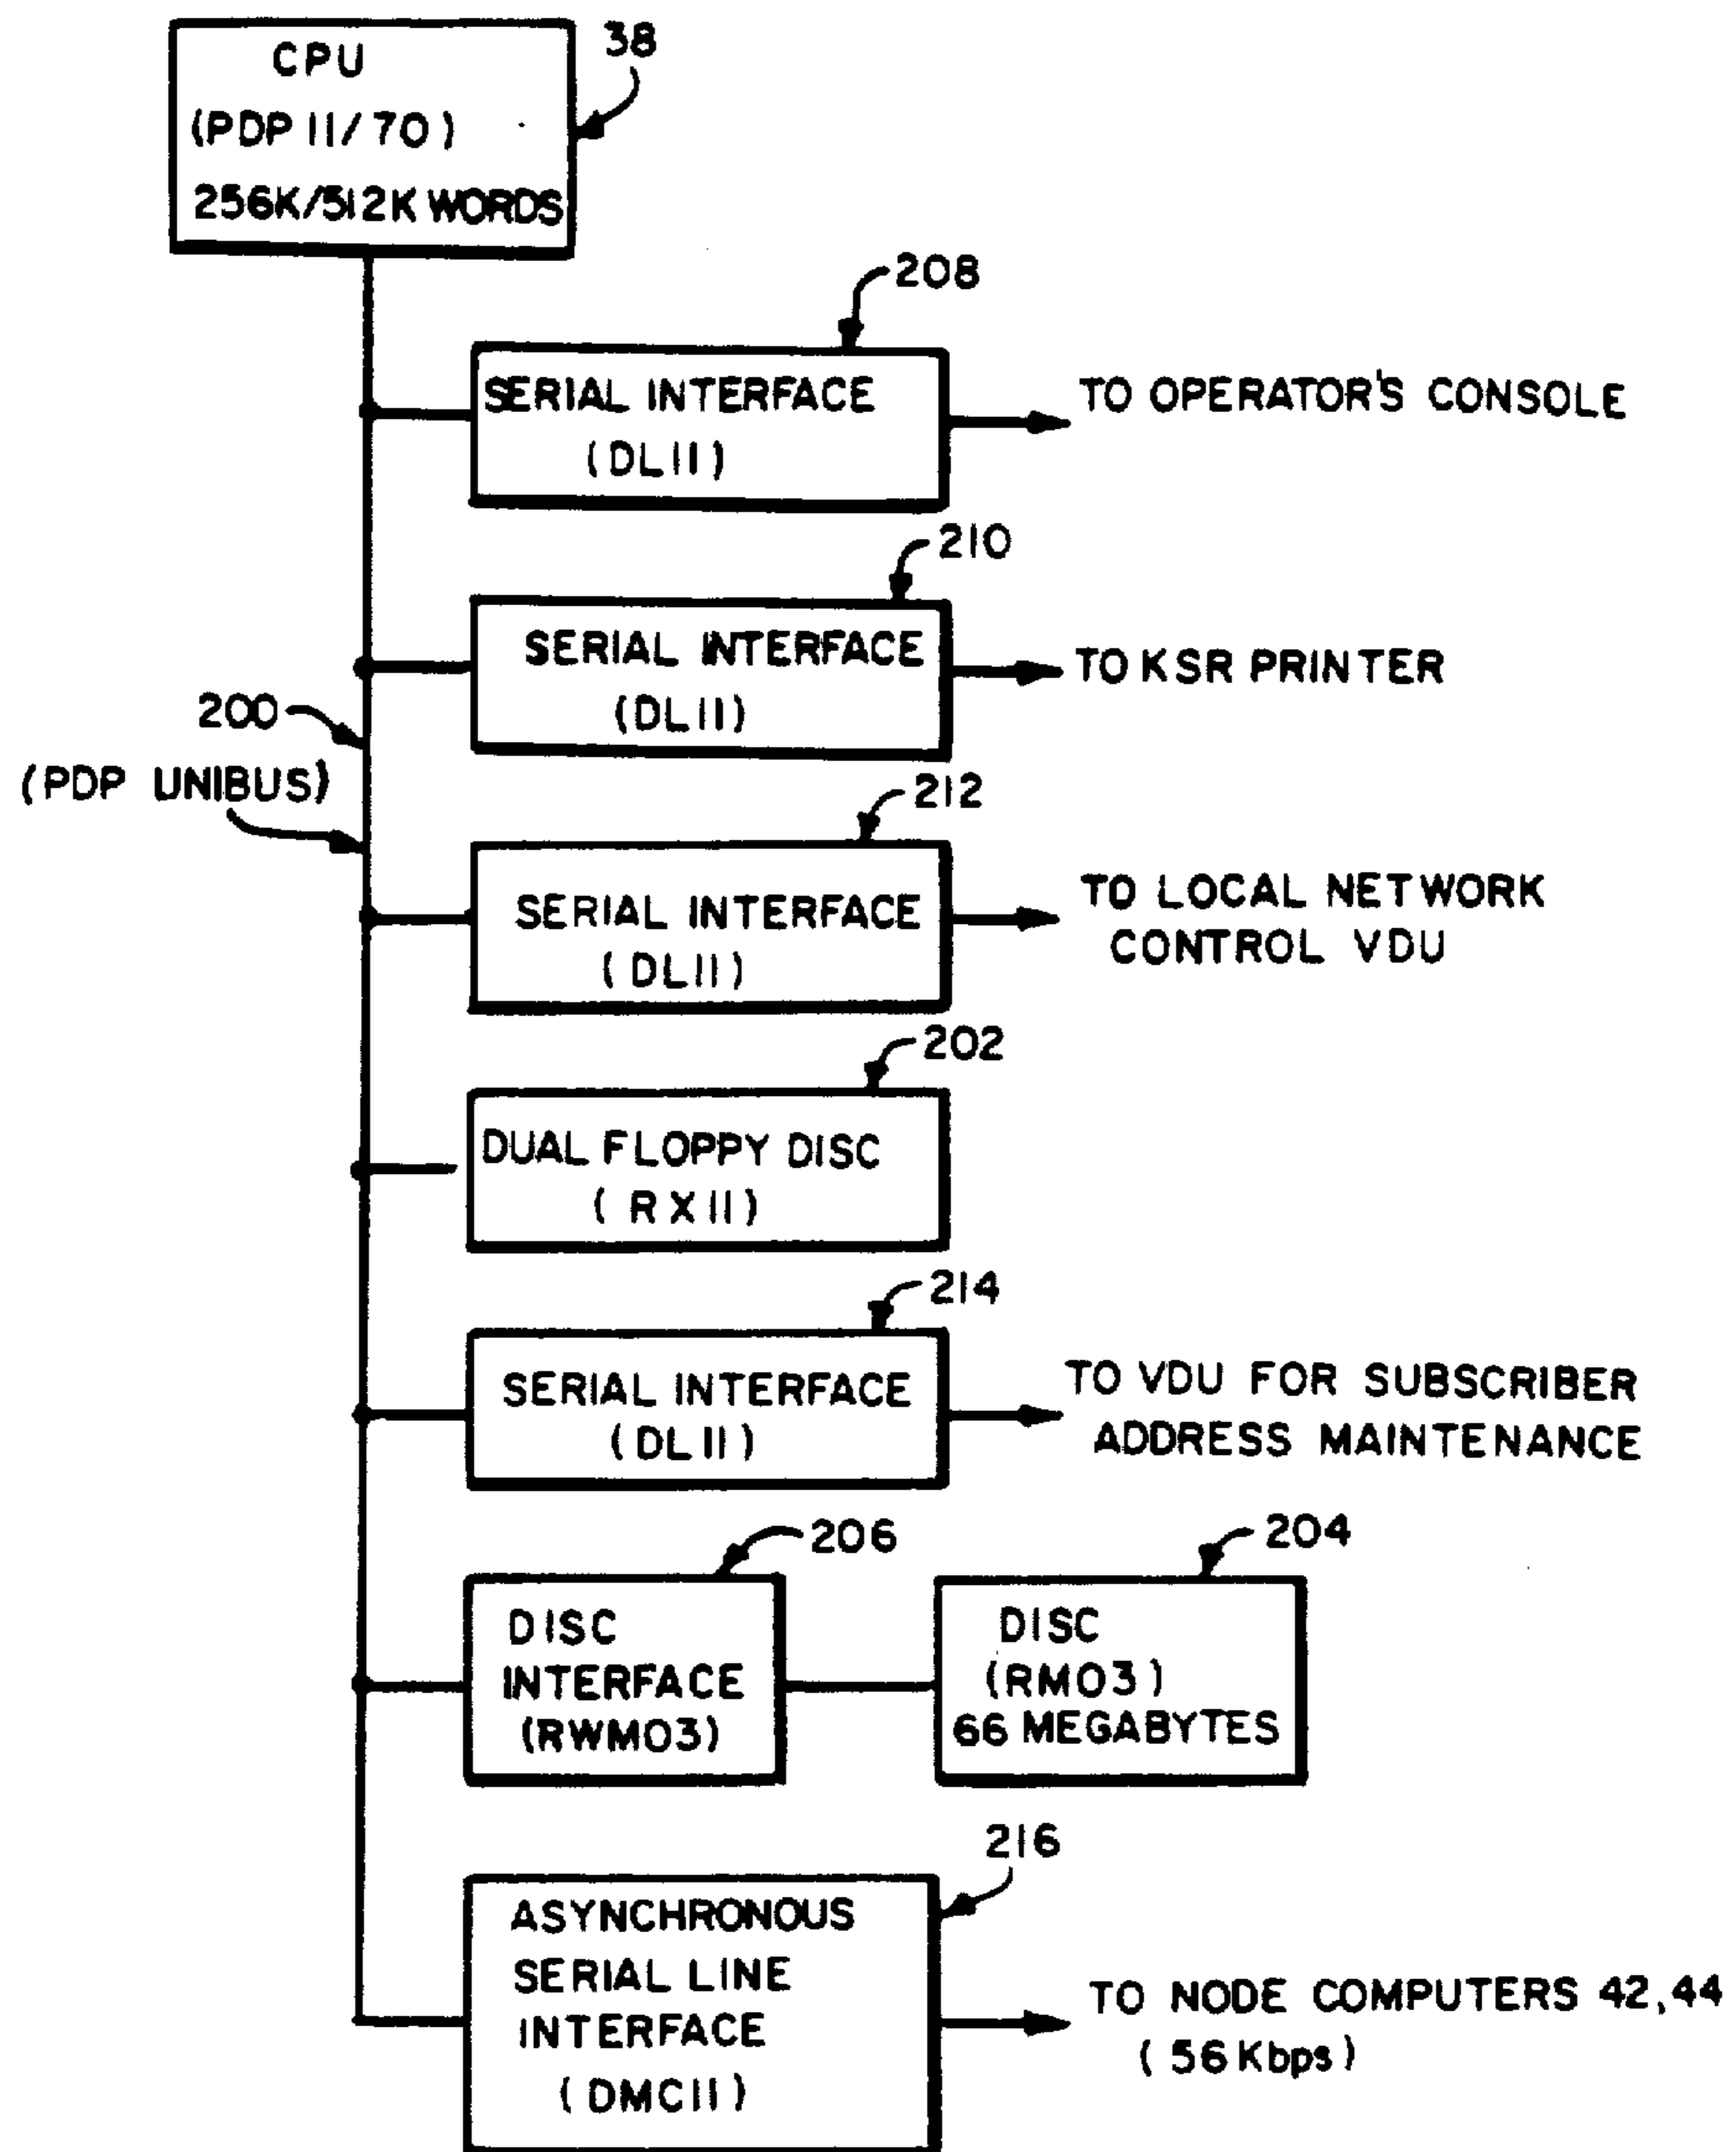 CPU
(PDP 11/70)
256K/512K WORDS
38
208
SERIAL INTERFACE
(DL11)
TO OPERATOR'S CONSOLE
210
SERIAL INTERFACE
(DL11)
TO KSR PRINTER
200
(PDP UNIBUS)
212
SERIAL INTERFACE
(DL11)
TO LOCAL NETWORK
CONTROL VDU
202
DUAL FLOPPY DISC
(RX11)
214
SERIAL INTERFACE
(DL11)
TO VDU FOR SUBSCRIBER
ADDRESS MAINTENANCE
206
DISC
INTERFACE
(RWM03)
204
DISC
(RM03)
66 MEGABYTES
216
ASYNCHRONOUS
SERIAL LINE
INTERFACE
(DMC11)
TO NODE COMPUTERS 42,44
(56 Kbps)